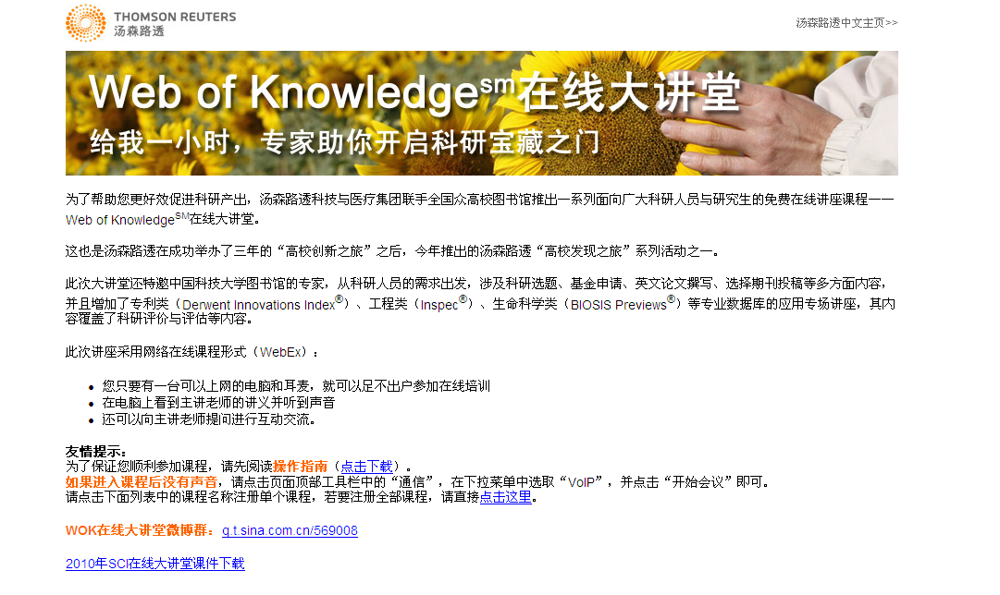 THOMSON REUTERS
汤森路透
汤森路透中文主页>>
Web of Knowledge℠在线大讲堂
给我一小时，专家助你开启科研宝藏之门
为了帮助您更好效促进科研产出，汤森路透科技与医疗集团联手全国众高校图书馆推出一系列面向广大科研人员与研究生的免费在线讲座课程——
Web of Knowledge℠在线大讲堂。
这也是汤森路透在成功举办了三年的“高校创新之旅”之后，今年推出的汤森路透“高校发现之旅”系列活动之一。
此次大讲堂还特邀中国科技大学图书馆的专家，从科研人员的需求出发，涉及科研选题、基金申请、英文论文撰写、选择期刊投稿等多方面内容，
并且增加了专利类（Derwent Innovations Index®）、工程类（Inspec®）、生命科学类（BIOSIS Previews®）等专业数据库的应用专场讲座，其内
容覆盖了科研评价与评估等内容。
此次讲座采用网络在线课程形式（WebEx）：
• 您只要有一台可以上网的电脑和耳麦，就可以足不出户参加在线培训
• 在电脑上看到主讲老师的讲义并听到声音
• 还可以向主讲老师提问进行互动交流。
友情提示：
为了保证您顺利参加课程，请先阅读操作指南（点击下载）。
如果进入课程后没有声音，请点击页面顶部工具栏中的“通信”，在下拉菜单中选取“VoIP”，并点击“开始会议”即可。
请点击下面列表中的课程名称注册单个课程，若要注册全部课程，请直接点击这里。
WOK在线大讲堂微博群：q.t.sina.com.cn/569008
2010年SCI在线大讲堂课件下载